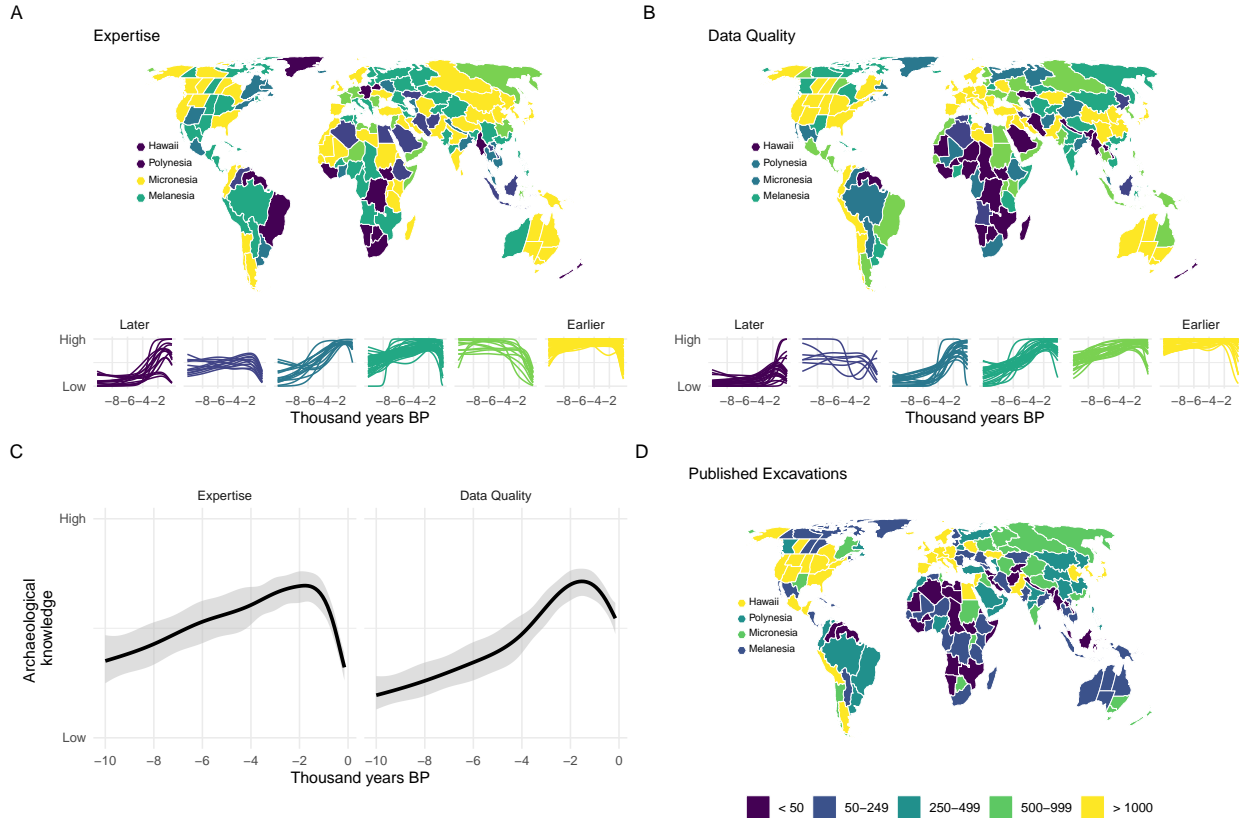 A
Expertise
Hawaii
Polynesia
Micronesia
Melanesia
Later
Earlier
High
Low
−8−6−4−2 −8−6−4−2 −8−6−4−2 −8−6−4−2 −8−6−4−2 −8−6−4−2
Thousand years BP
B
Data Quality
Hawaii
Polynesia
Micronesia
Melanesia
Later
Earlier
High
Low
−8−6−4−2 −8−6−4−2 −8−6−4−2 −8−6−4−2 −8−6−4−2 −8−6−4−2
Thousand years BP
C
Expertise
Data Quality
High
Low
Archaeological
knowledge
−10 −8 −6 −4 −2 0 −10 −8 −6 −4 −2 0
Thousand years BP
D
Published Excavations
Hawaii
Polynesia
Micronesia
Melanesia
< 50 50−249 250−499 500−999 > 1000